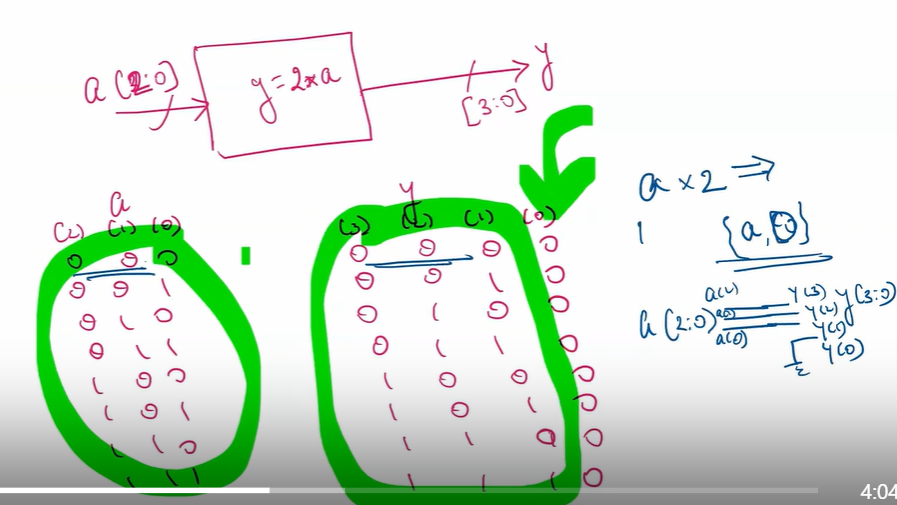 a (2:0)
y = 2×a
y
[3:0]
a
y
(2) (1) (0)
(3) (2) (1) (0)
0 0 0
0 0 0 0
0 0 1
0 0 1 0
0 1 0
0 1 0 0
0 1 1
0 1 1 0
1 0 0
1 0 0 0
1 0 1
1 0 1 0
1 1 0
1 1 0 0
1 1 1
1 1 1 0
a × 2 ⇒
{a, 0}
a(2:0)
a(2)
a(0)
y(3)
y(2)
y(1)
y(0)
y(3:0)
4:04